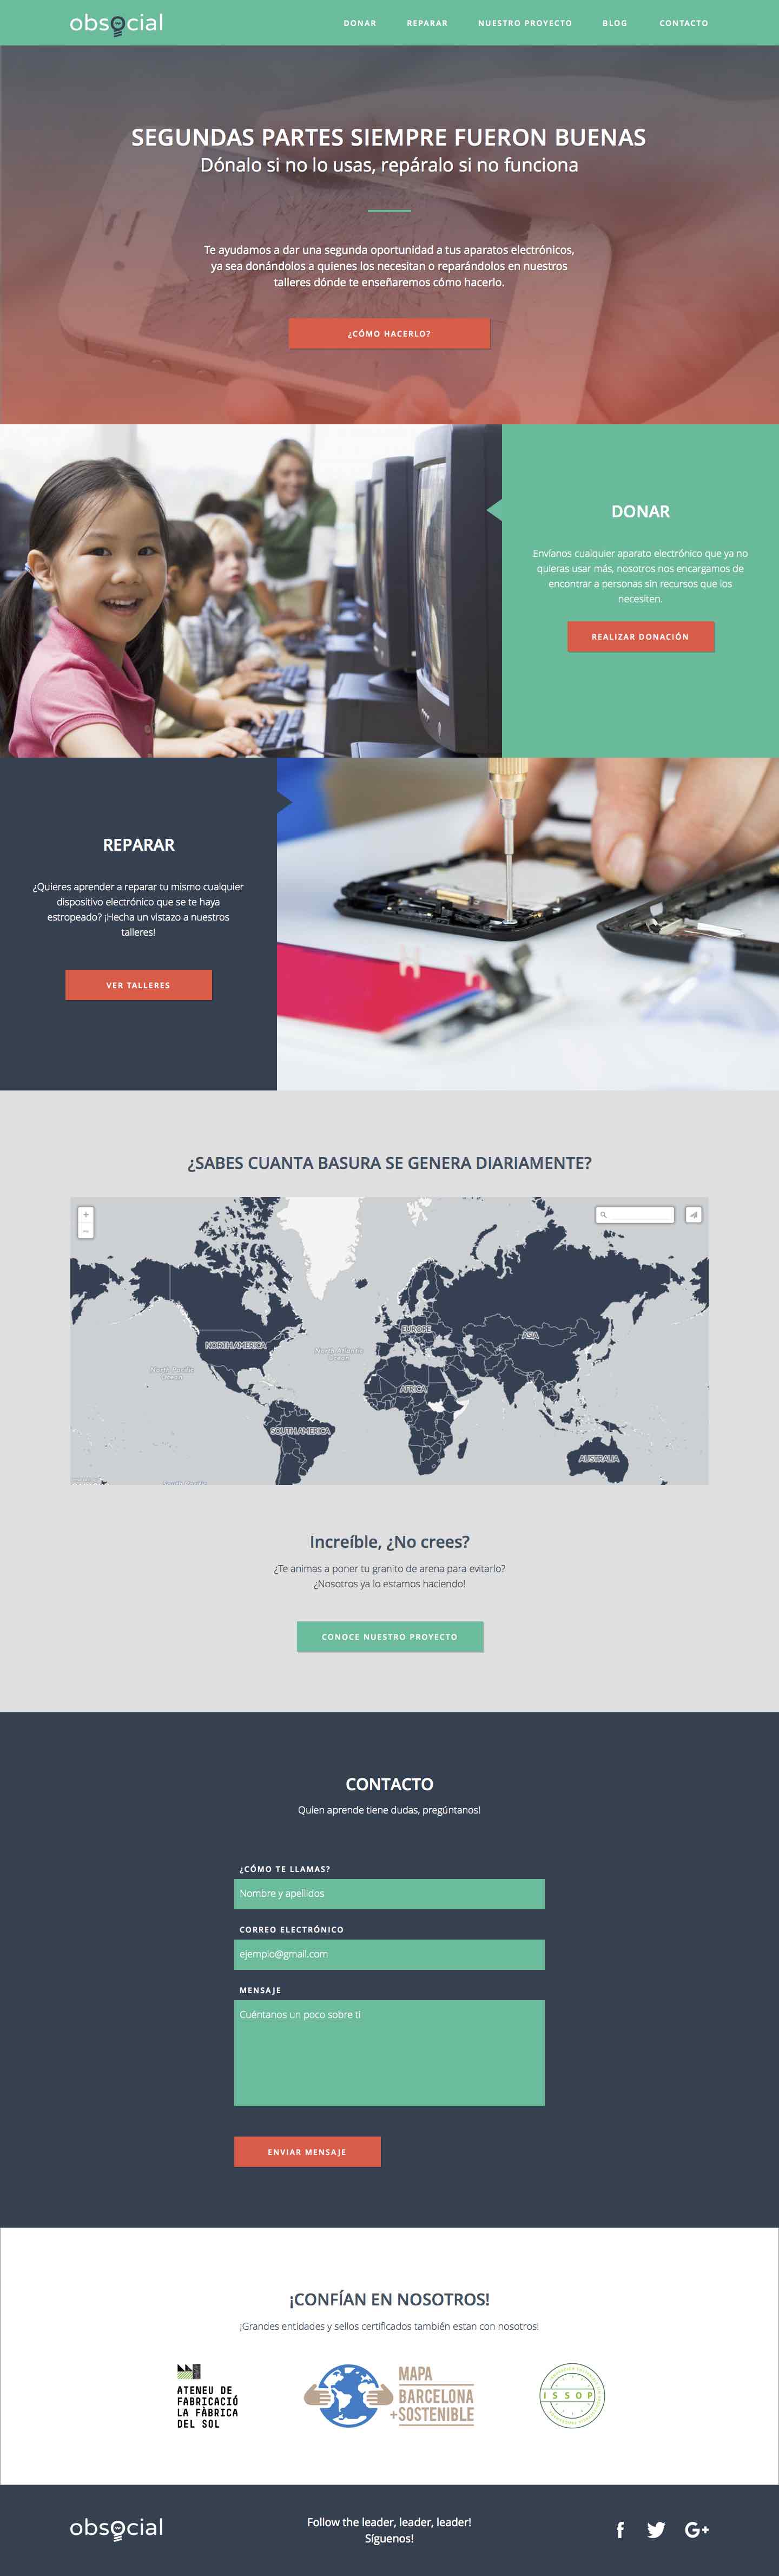 obsocial
DONAR REPARAR NUESTRO PROYECTO BLOG CONTACTO
SEGUNDAS PARTES SIEMPRE FUERON BUENAS
Dónalo si no lo usas, repáralo si no funciona
Te ayudamos a dar una segunda oportunidad a tus aparatos electrónicos,
ya sea donándolos a quienes los necesitan o reparándolos en nuestros
talleres dónde te enseñaremos cómo hacerlo.
¿CÓMO HACERLO?
DONAR
Envíanos cualquier aparato electrónico que ya no
quieras usar más, nosotros nos encargamos de
encontrar a personas sin recursos que los
necesiten.
REALIZAR DONACIÓN
REPARAR
¿Quieres aprender a reparar tu mismo cualquier
dispositivo electrónico que se te haya
estropeado? ¡Hecha un vistazo a nuestros
talleres!
VER TALLERES
¿SABES CUANTA BASURA SE GENERA DIARIAMENTE?
+
−
NORTH AMERICA
EUROPE
ASIA
North Atlantic
Ocean
North Pacific
Ocean
AFRICA
SOUTH AMERICA
AUSTRALIA
South Pacific
Increíble, ¿No crees?
¿Te animas a poner tu granito de arena para evitarlo?
¿Nosotros ya lo estamos haciendo!
CONOCE NUESTRO PROYECTO
CONTACTO
Quien aprende tiene dudas, pregúntanos!
¿CÓMO TE LLAMAS?
Nombre y apellidos
CORREO ELECTRÓNICO
ejemplo@gmail.com
MENSAJE
Cuéntanos un poco sobre ti
ENVIAR MENSAJE
¡CONFÍAN EN NOSOTROS!
¡Grandes entidades y sellos certificados también estan con nosotros!
ATENEU DE
FABRICACIÓ
LA FÀBRICA
DEL SOL
MAPA
BARCELONA
+SOSTENIBLE
ISSOP
obsocial
Follow the leader, leader, leader!
Síguenos!
f G+